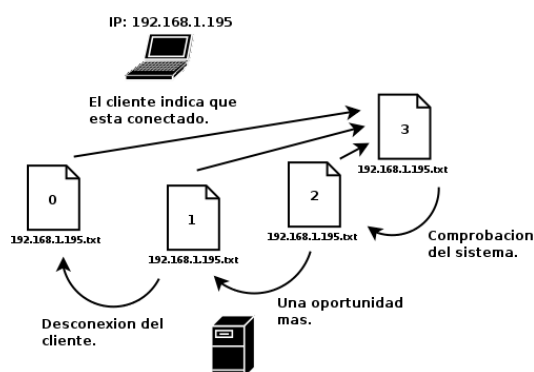 IP: 192.168.1.195
El cliente indica que
esta conectado.
3
192.168.1.195.txt
0
192.168.1.195.txt
1
192.168.1.195.txt
2
192.168.1.195.txt
Comprobacion
del sistema.
Una oportunidad
mas.
Desconexion del
cliente.